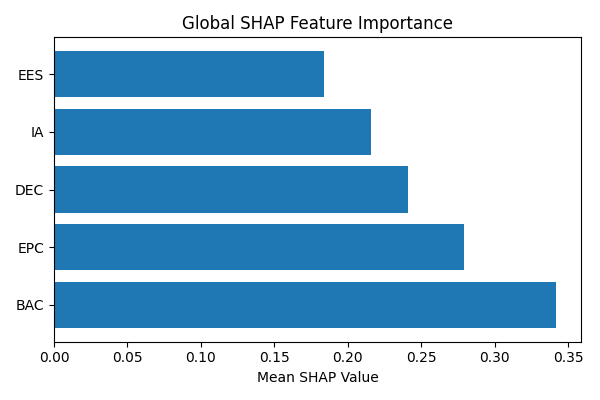 Global SHAP Feature Importance
EES
IA
DEC
EPC
BAC
0.00 0.05 0.10 0.15 0.20 0.25 0.30 0.35
Mean SHAP Value